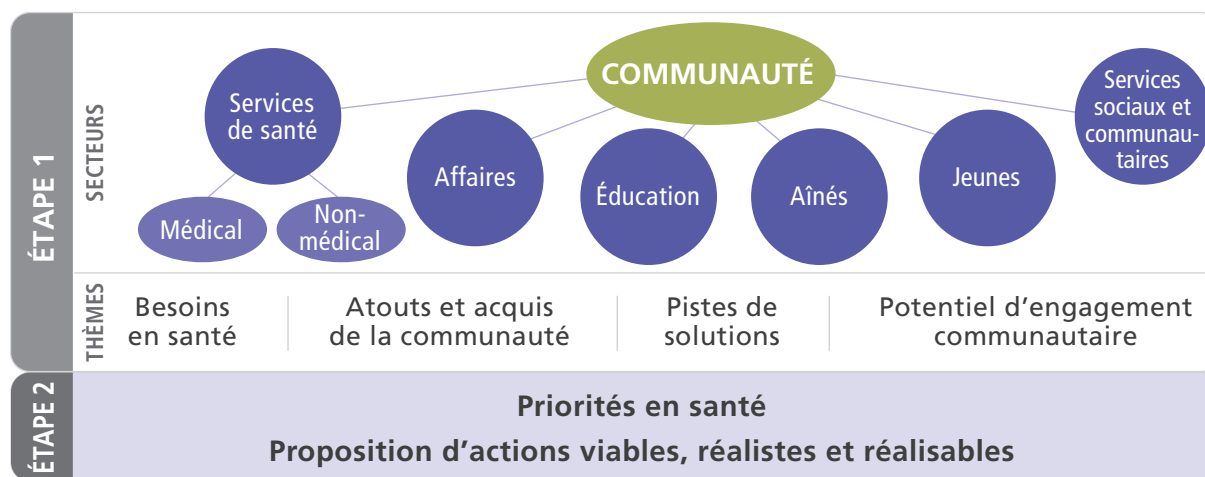 ÉTAPE 1
SECTEURS
COMMUNAUTÉ
Services
de santé
Médical
Non-
médical
Affaires
Éducation
Aînés
Jeunes
Services
sociaux et
communau-
taires
THÈMES
Besoins
en santé
Atouts et acquis
de la communauté
Pistes de
solutions
Potentiel d'engagement
communautaire
ÉTAPE 2
Priorités en santé
Proposition d'actions viables, réalistes et réalisables